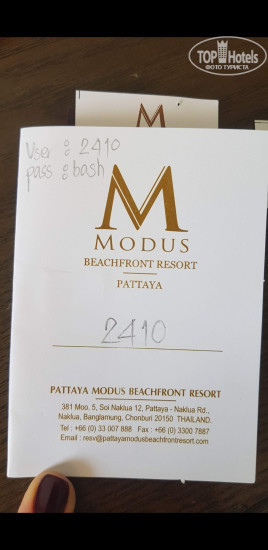 TOP Hotels
ФОТО ТУРИСТА
User : 2410
pass : bash
M
MODUS
BEACHFRONT RESORT
PATTAYA
2410
PATTAYA MODUS BEACHFRONT RESORT
381 Moo. 5, Soi Naklua 12, Pattaya - Naklua Rd.,
Naklua, Banglamung, Chonburi 20150 THAILAND.
Tel : +66 (0) 33 007 888 Fax : +66 (0) 3300 7887
Email : resv@pattayamodusbeachfrontresort.com